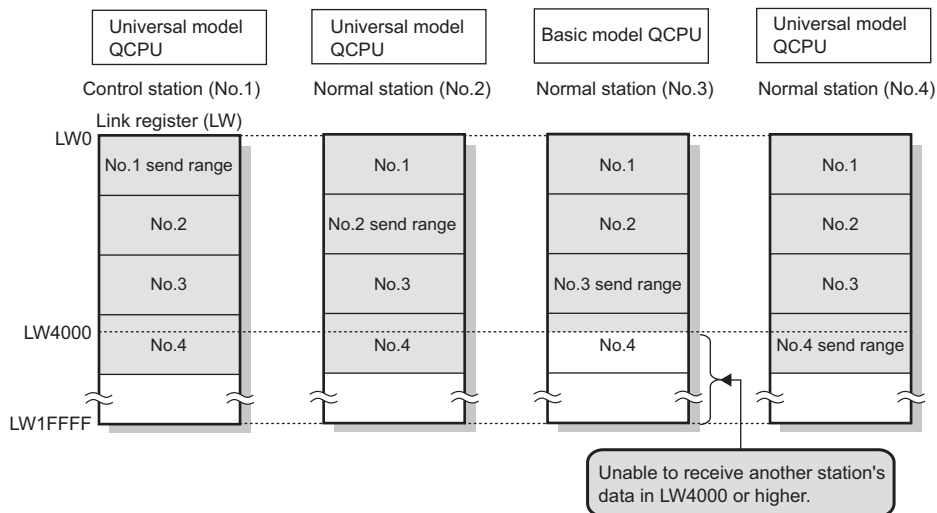 Universal model
QCPU
Universal model
QCPU
Basic model QCPU
Universal model
QCPU
Control station (No.1)
Normal station (No.2)
Normal station (No.3)
Normal station (No.4)
Link register (LW)
LW0
No.1 send range
No.1
No.1
No.1
No.2
No.2 send range
No.2
No.2
No.3
No.3
No.3 send range
No.3
LW4000
No.4
No.4
No.4
No.4 send range
LW1FFFF
Unable to receive another station's
data in LW4000 or higher.